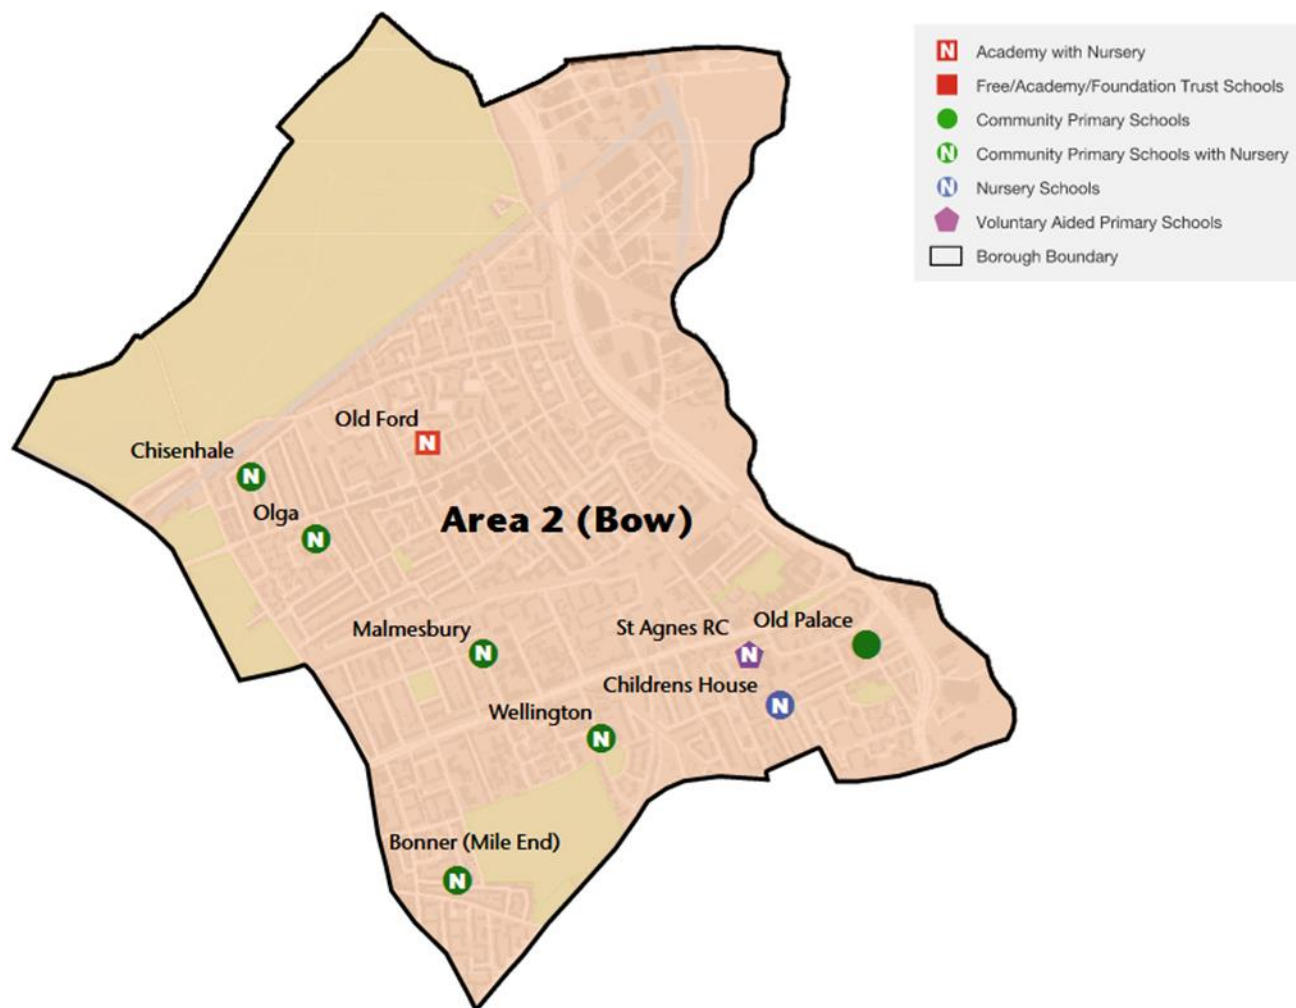 N Academy with Nursery
Free/Academy/Foundation Trust Schools
Community Primary Schools
N Community Primary Schools with Nursery
N Nursery Schools
Voluntary Aided Primary Schools
Borough Boundary
Old Ford
N
Chisenhale
N
Olga
N
Area 2 (Bow)
Malmesbury
N
St Agnes RC
N
Old Palace
Childrens House
N
Wellington
N
Bonner (Mile End)
N